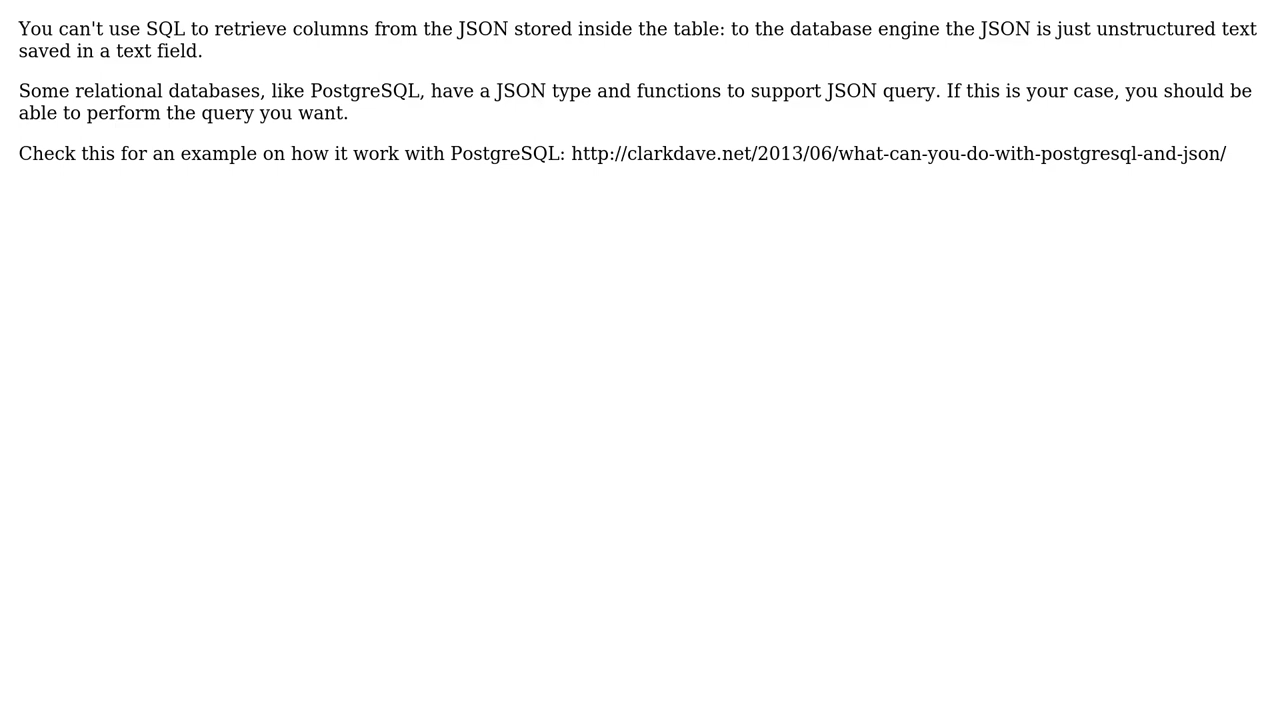 You can't use SQL to retrieve columns from the JSON stored inside the table: to the database engine the JSON is just unstructured text
saved in a text field.
Some relational databases, like PostgreSQL, have a JSON type and functions to support JSON query. If this is your case, you should be
able to perform the query you want.
Check this for an example on how it work with PostgreSQL: http://clarkdave.net/2013/06/what-can-you-do-with-postgresql-and-json/